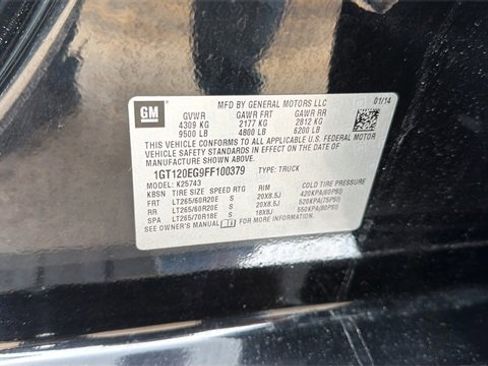 GM
MFD BY GENERAL MOTORS LLC 01/14
GVWR GAWR FRT GAWR RR
4309 KG 2177 KG 2812 KG
9500 LB 4800 LB 6200 LB
THIS VEHICLE CONFORMS TO ALL APPLICABLE U.S. FEDERAL MOTOR
VEHICLE SAFETY STANDARDS IN EFFECT ON THE DATE OF
MANUFACTURE SHOWN ABOVE.
1GT120EG9FF100379 TYPE: TRUCK
MODEL: K25743
KBSN TIRE SIZE SPEED RTG RIM COLD TIRE PRESSURE
FRT LT265/60R20E S 20X8.5J 420KPA(60PSI)
RR LT265/60R20E S 20X8.5J 520KPA(75PSI)
SPA LT265/70R18E S 18X8J 550KPA(80PSI)
SEE OWNER'S MANUAL FOR MORE INFORMATION.